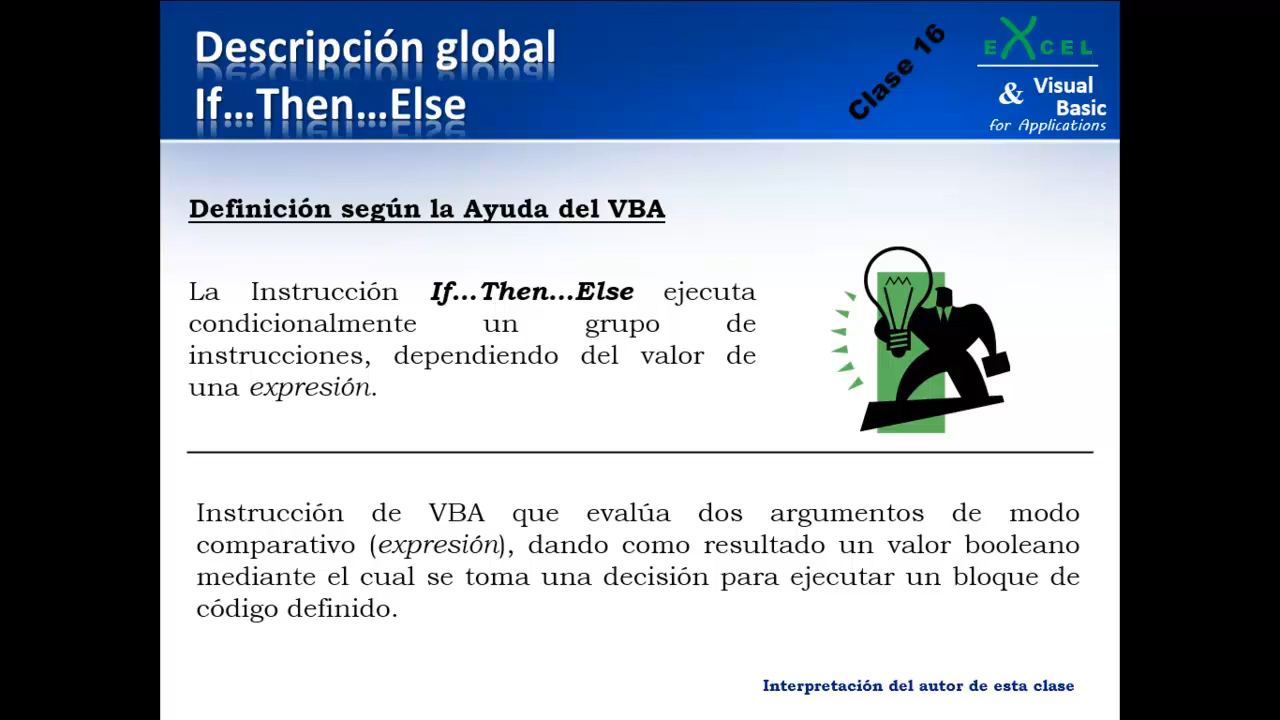 Descripción global
If...Then...Else
Clase 16
EXCEL
& Visual
Basic
for Applications
Definición según la Ayuda del VBA
La Instrucción If...Then...Else ejecuta
condicionalmente un grupo de
instrucciones, dependiendo del valor de
una expresión.
Instrucción de VBA que evalúa dos argumentos de modo
comparativo (expresión), dando como resultado un valor booleano
mediante el cual se toma una decisión para ejecutar un bloque de
código definido.
Interpretación del autor de esta clase